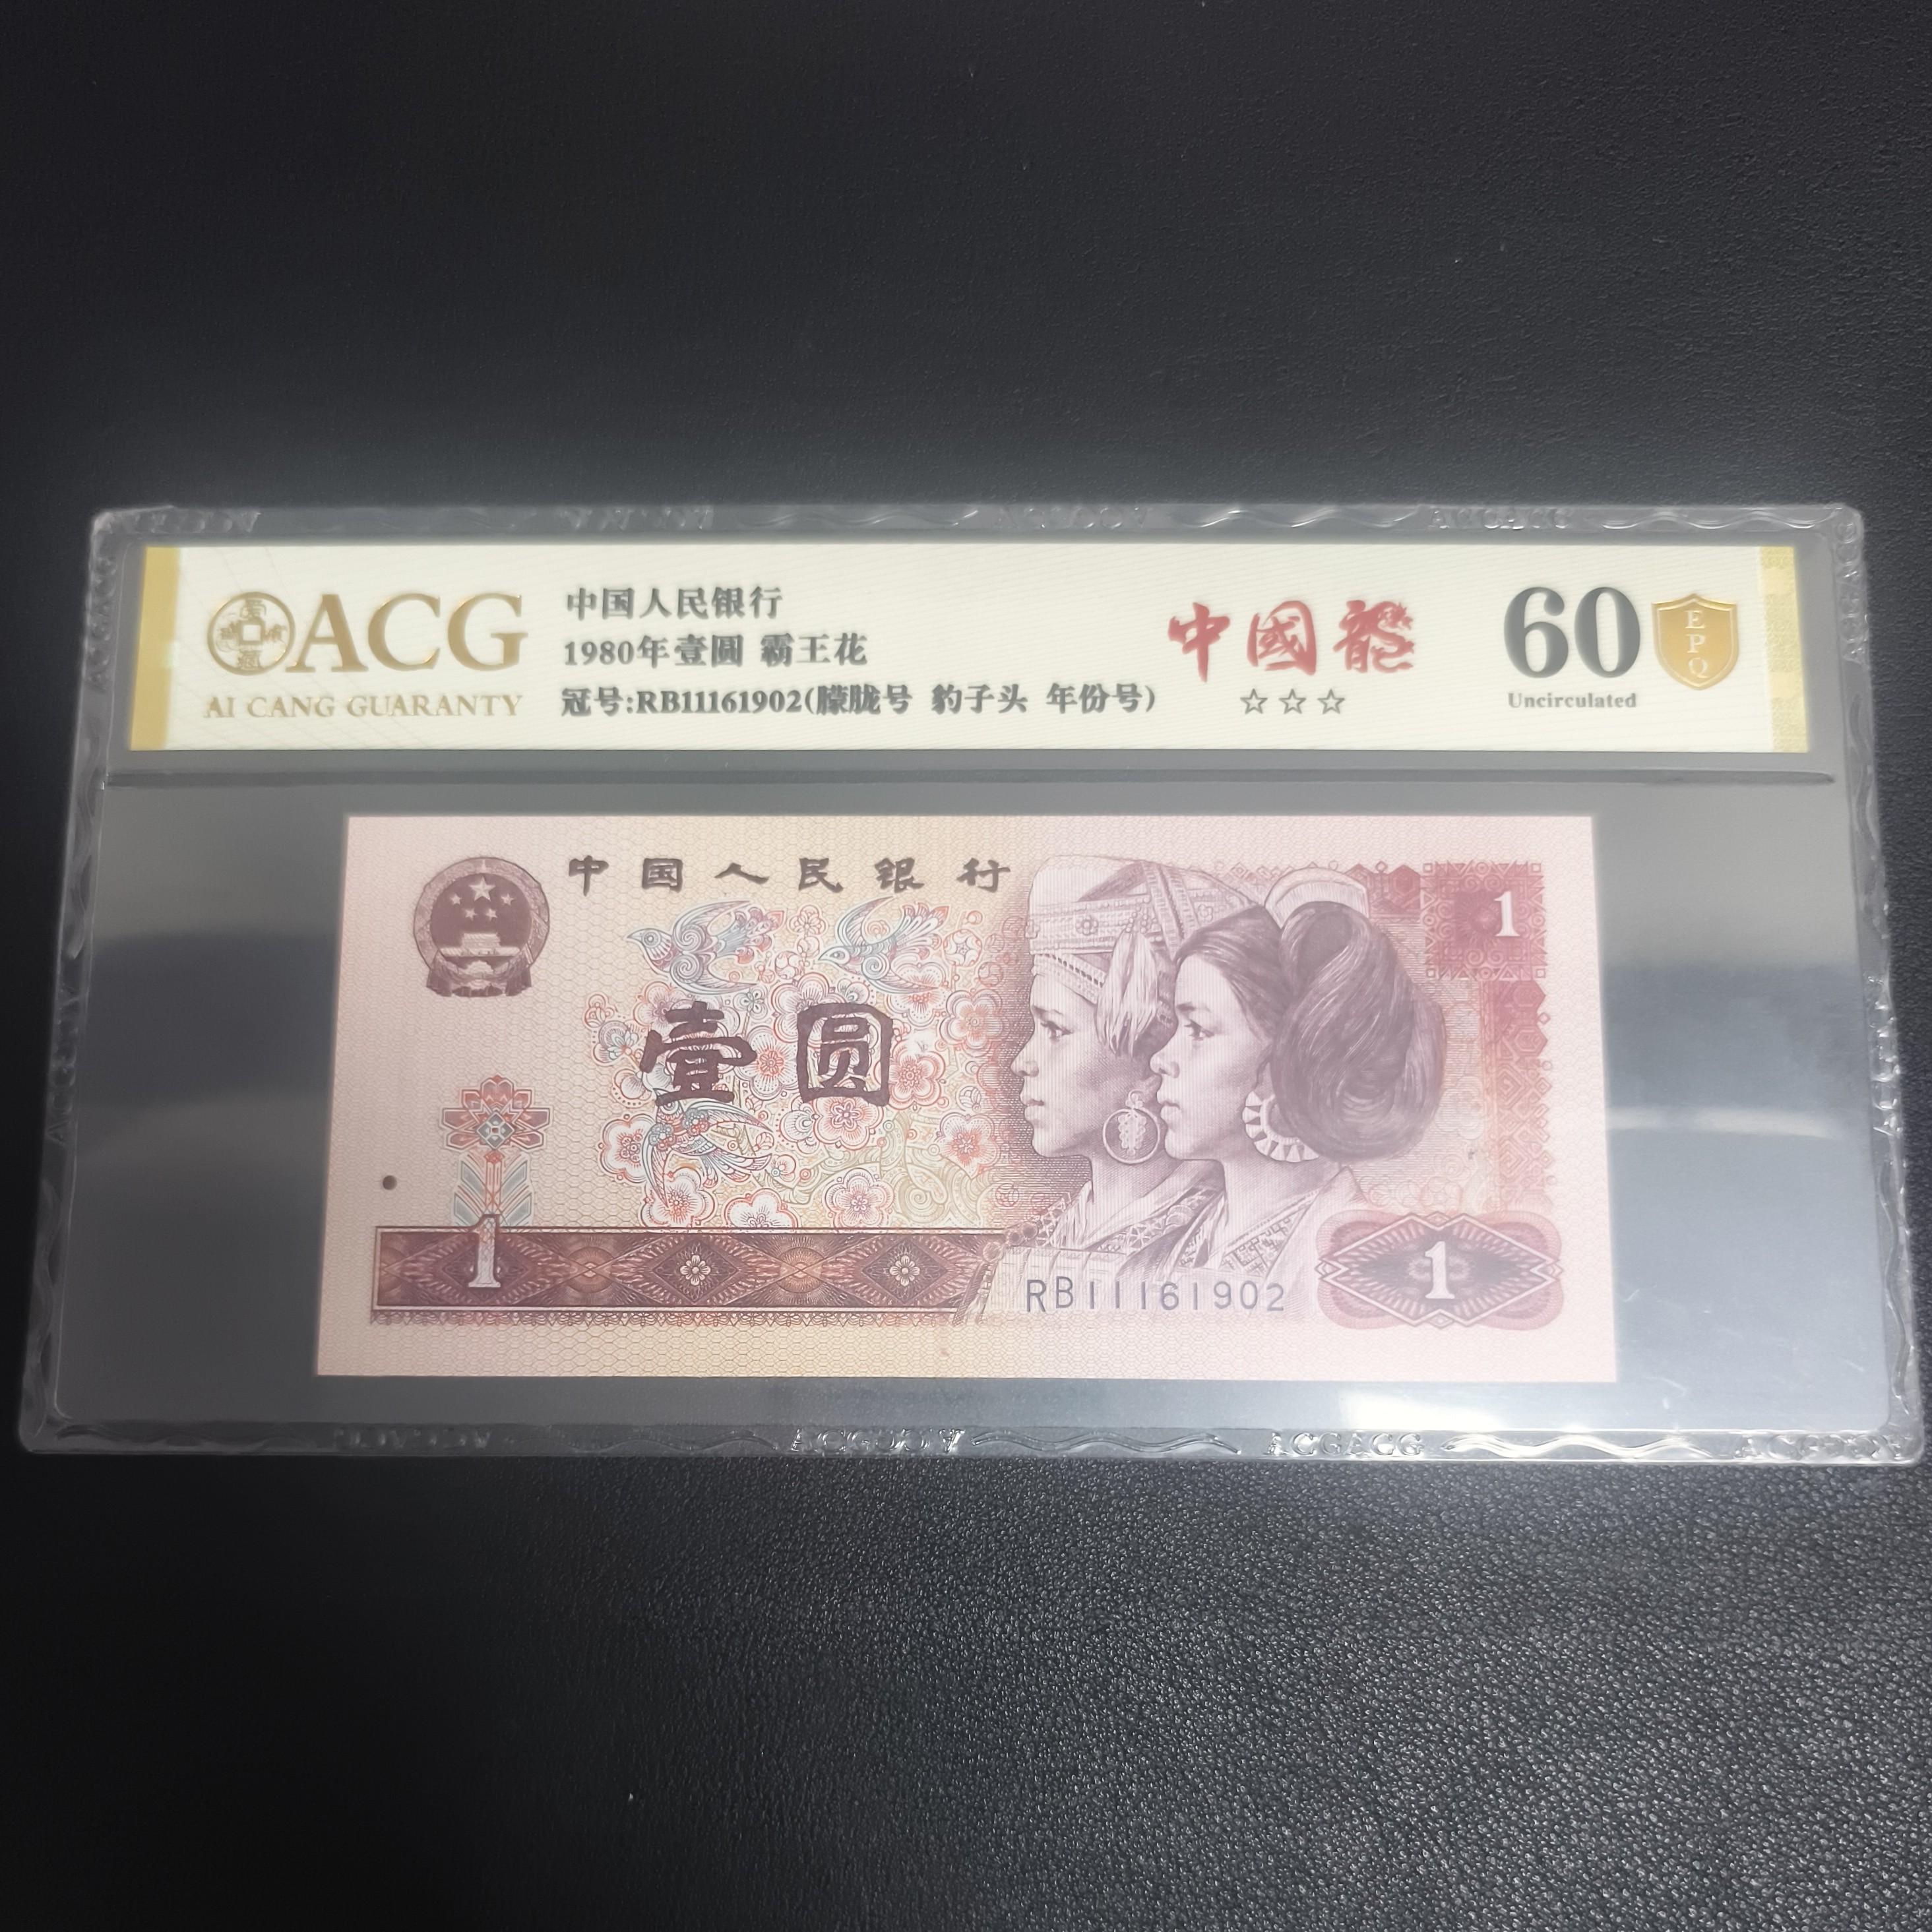 ACG
AI CANG GUARANTY
中国人民银行
1980年壹圆 霸王花
冠号:RB11161902(朦胧号 豹子头 年份号)
中國龍
☆☆☆
60
Uncirculated
EPQ
中国人民银行
1
壹圆
1
RB11161902
1
ACGACG
ACGACG